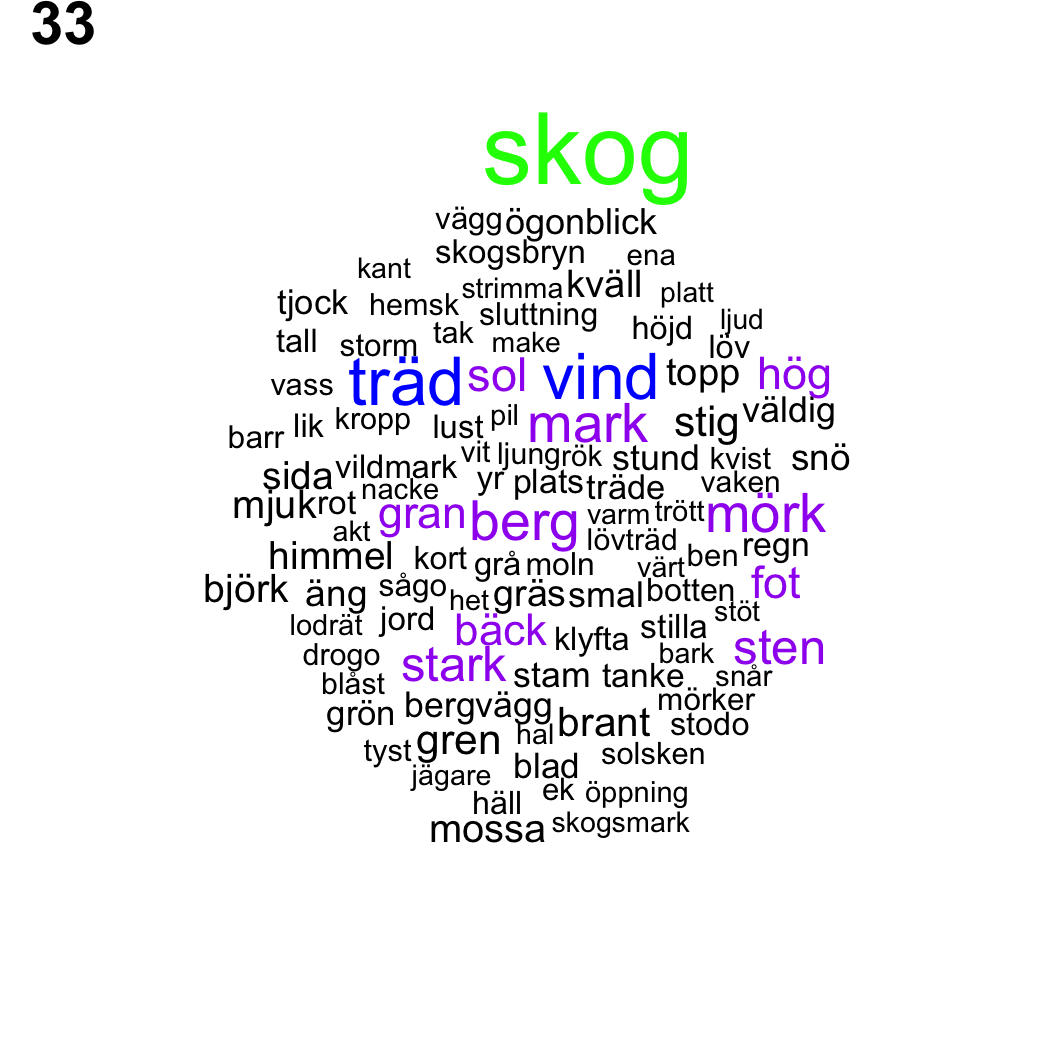 33
skog
vägg ögonblick
skogsbryn ena
kant strimma kväll platt
tjock hemsk sluttning höjd ljud
tall storm tak make löv
vass träd sol vind topp hög
barr lik kropp lust pil mark stig väldig
vit ljung rök stund kvist snö
sida vildmark nacke yr plats träde vaken
mjuk rot gran berg varm trött mörk
akt lövträd
himmel kort grå moln värt ben regn
björk äng sågo het gräs smal botten fot
lodrät jord bäck klyfta stilla stöt
drogo stark bark sten
blåst stam tanke snår
grön bergvägg brant mörker stodo
tyst gren hal solsken
jägare blad
häll ek öppning
mossa skogsmark